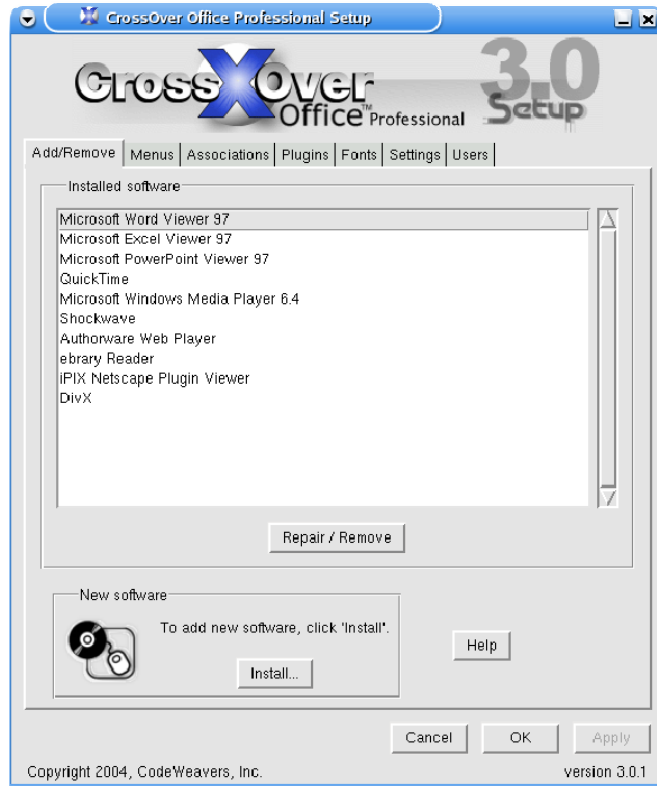 CrossOver Office Professional Setup
CrossOver
Office™ Professional
3.0
Setup
Add/Remove Menus Associations Plugins Fonts Settings Users
Installed software
Microsoft Word Viewer 97
Microsoft Excel Viewer 97
Microsoft PowerPoint Viewer 97
QuickTime
Microsoft Windows Media Player 6.4
Shockwave
Authorware Web Player
ebrary Reader
iPIX Netscape Plugin Viewer
DivX
Repair / Remove
New software
To add new software, click 'Install'.
Install...
Help
Cancel OK Apply
Copyright 2004, CodeWeavers, Inc. version 3.0.1